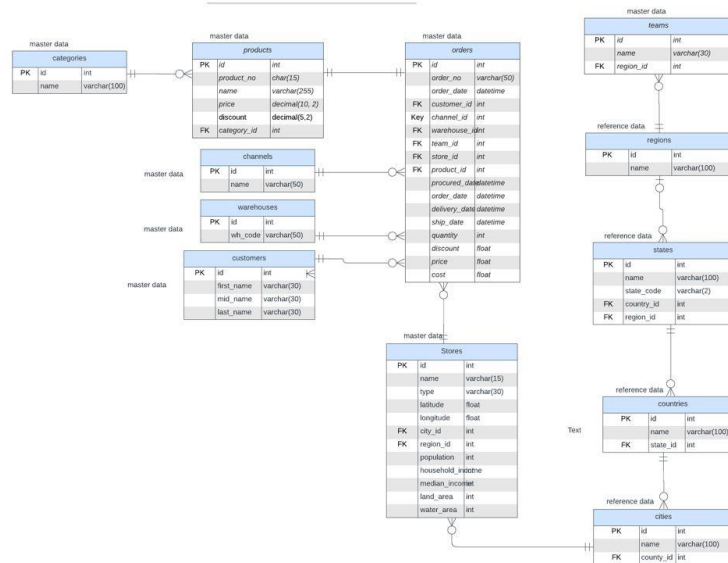 master data
categories
PK id int
name varchar(100)
master data
products
PK id int
product_no char(15)
name varchar(255)
price decimal(10, 2)
discount decimal(5,2)
FK category_id int
master data
orders
PK id int
order_no varchar(50)
order_date datetime
FK customer_id int
Key channel_id int
FK warehouse_id int
FK team_id int
FK store_id int
FK product_id int
procured_date datetime
order_date datetime
delivery_date datetime
ship_date datetime
quantity int
discount float
price float
cost float
master data
channels
PK id int
name varchar(50)
master data
warehouses
PK id int
wh_code varchar(50)
master data
customers
PK id int
first_name varchar(30)
mid_name varchar(30)
last_name varchar(30)
master data
Stores
PK id int
name varchar(15)
type varchar(30)
latitude float
longitude float
FK city_id int
FK region_id int
population int
household_income int
median_income int
land_area int
water_area int
master data
teams
PK id int
name varchar(30)
FK region_id int
reference data
regions
PK id int
name varchar(100)
reference data
states
PK id int
name varchar(100)
state_code varchar(2)
FK country_id int
FK region_id int
reference data
countries
PK id int
name varchar(100)
FK state_id int
Text
reference data
cities
PK id int
name varchar(100)
FK county_id int